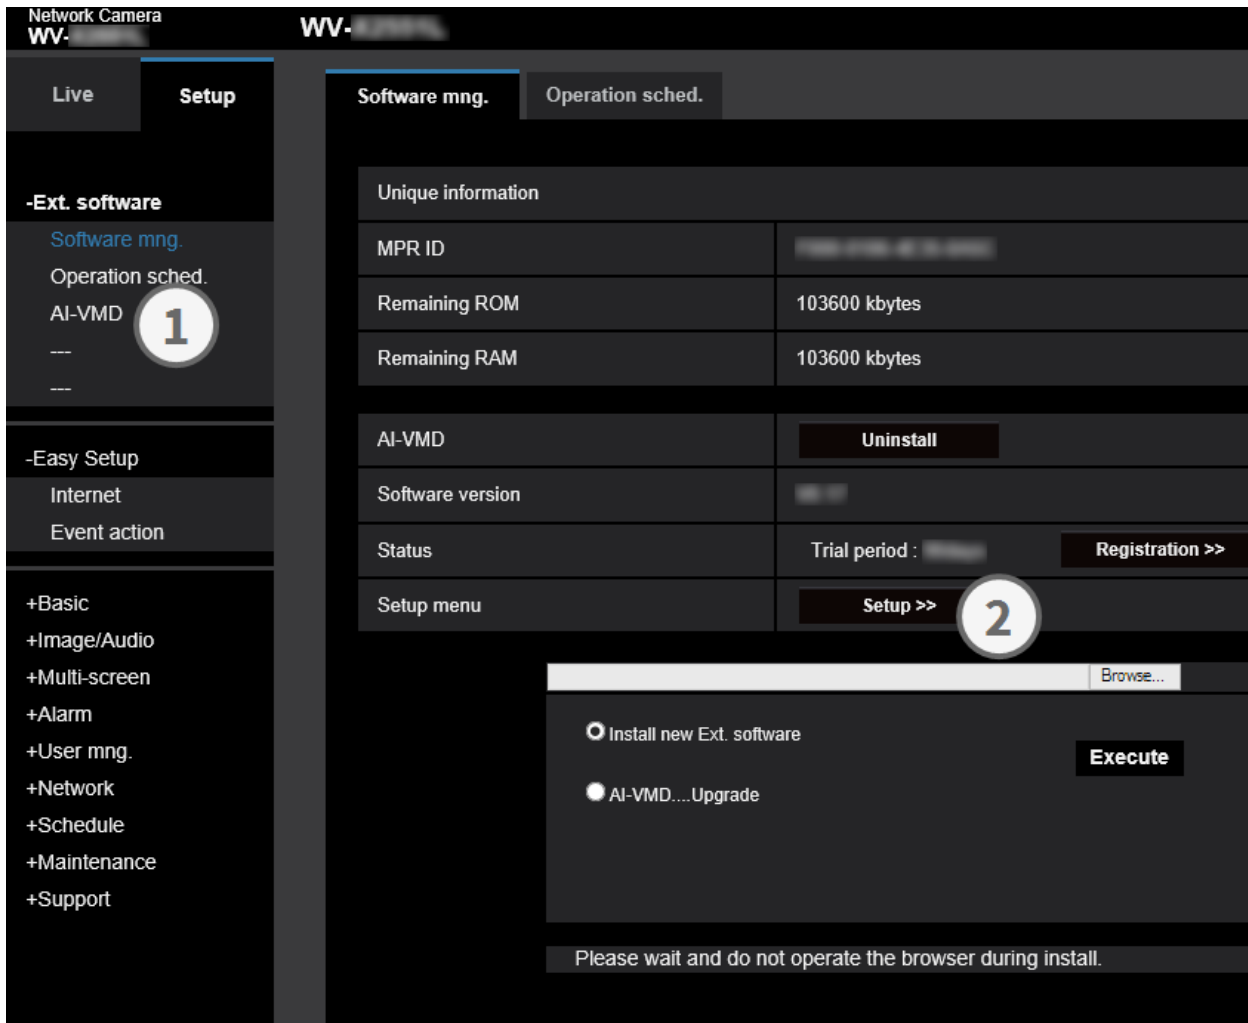 Network Camera
WV-
WV-
Live
Setup
-Ext. software
Software mng.
Operation sched.
AI-VMD
1
---
---
-Easy Setup
Internet
Event action
+Basic
+Image/Audio
+Multi-screen
+Alarm
+User mng.
+Network
+Schedule
+Maintenance
+Support
Software mng.
Operation sched.
Unique information
MPR ID
Remaining ROM 103600 kbytes
Remaining RAM 103600 kbytes
AI-VMD Uninstall
Software version
Status Trial period : Registration >>
Setup menu Setup >> 2
Browse...
Install new Ext. software
Execute
AI-VMD....Upgrade
Please wait and do not operate the browser during install.